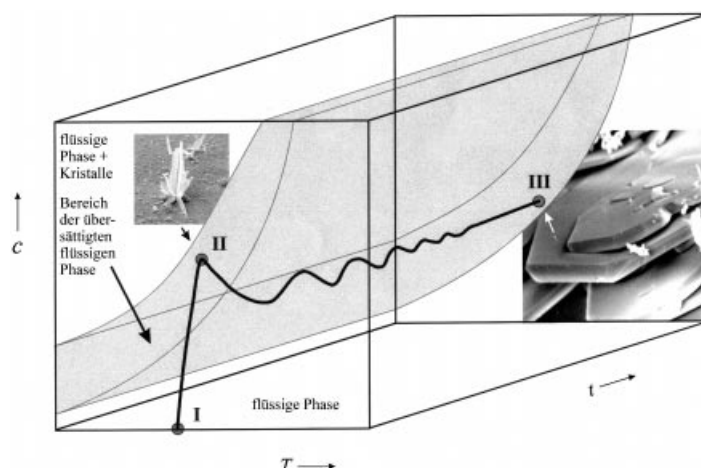 flüssige
Phase +
Kristalle
Bereich
der über-
sättigten
flüssigen
Phase
c
I
II
III
flüssige Phase
t
T